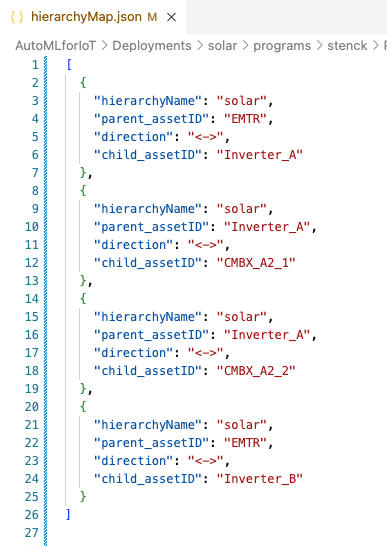 { } hierarchyMap.json M ×
AutoMLforIoT > Deployments > solar > programs > stenck >
1 [
2 {
3 "hierarchyName": "solar",
4 "parent_assetID": "EMTR",
5 "direction": "<->",
6 "child_assetID": "Inverter_A"
7 },
8 {
9 "hierarchyName": "solar",
10 "parent_assetID": "Inverter_A",
11 "direction": "<->",
12 "child_assetID": "CMBX_A2_1"
13 },
14 {
15 "hierarchyName": "solar",
16 "parent_assetID": "Inverter_A",
17 "direction": "<->",
18 "child_assetID": "CMBX_A2_2"
19 },
20 {
21 "hierarchyName": "solar",
22 "parent_assetID": "EMTR",
23 "direction": "<->",
24 "child_assetID": "Inverter_B"
25 }
26 ]
27